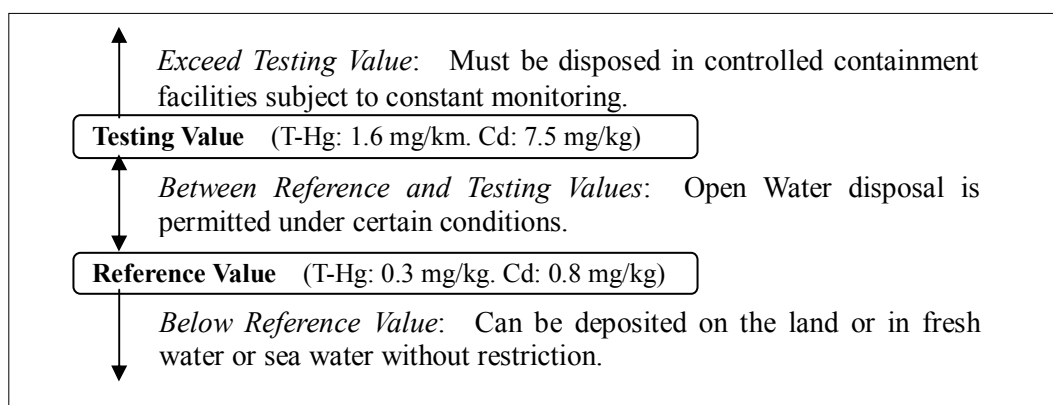 Exceed Testing Value: Must be disposed in controlled containment
facilities subject to constant monitoring.
Testing Value (T-Hg: 1.6 mg/km. Cd: 7.5 mg/kg)
Between Reference and Testing Values: Open Water disposal is
permitted under certain conditions.
Reference Value (T-Hg: 0.3 mg/kg. Cd: 0.8 mg/kg)
Below Reference Value: Can be deposited on the land or in fresh
water or sea water without restriction.